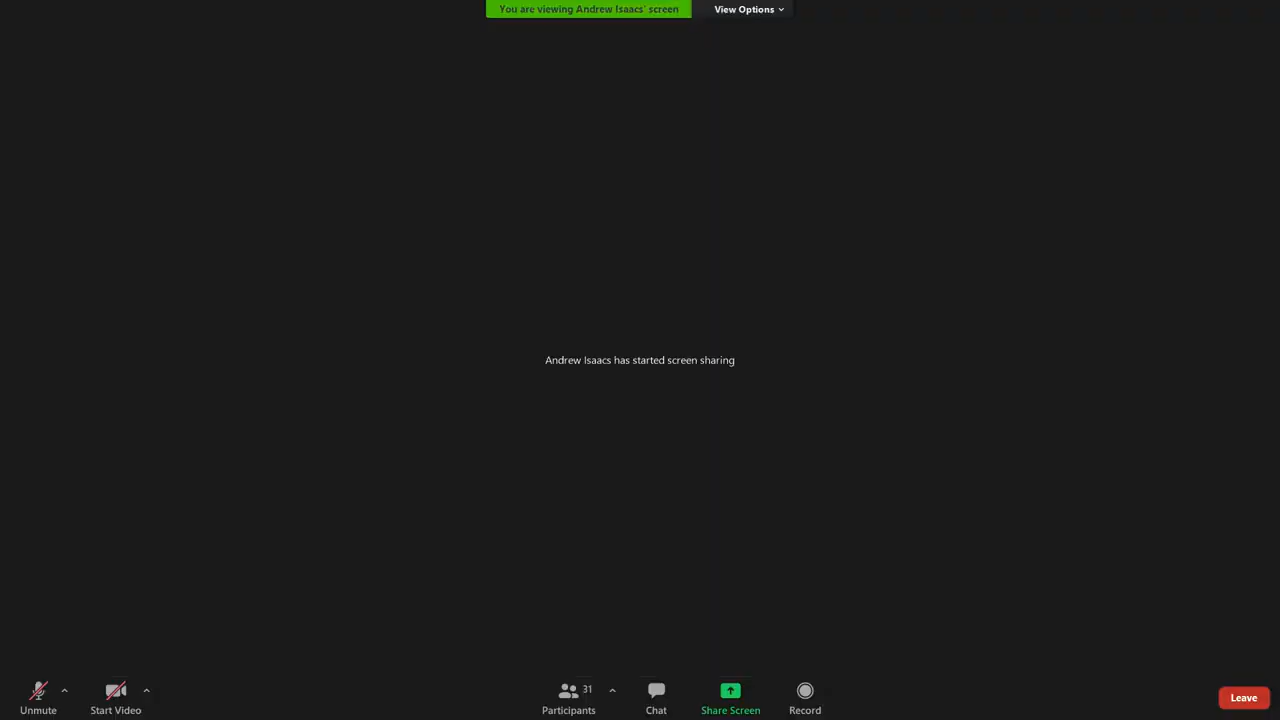 You are viewing Andrew Isaacs' screen
View Options
Andrew Isaacs has started screen sharing
Unmute
Start Video
31
Participants
Chat
Share Screen
Record
Leave